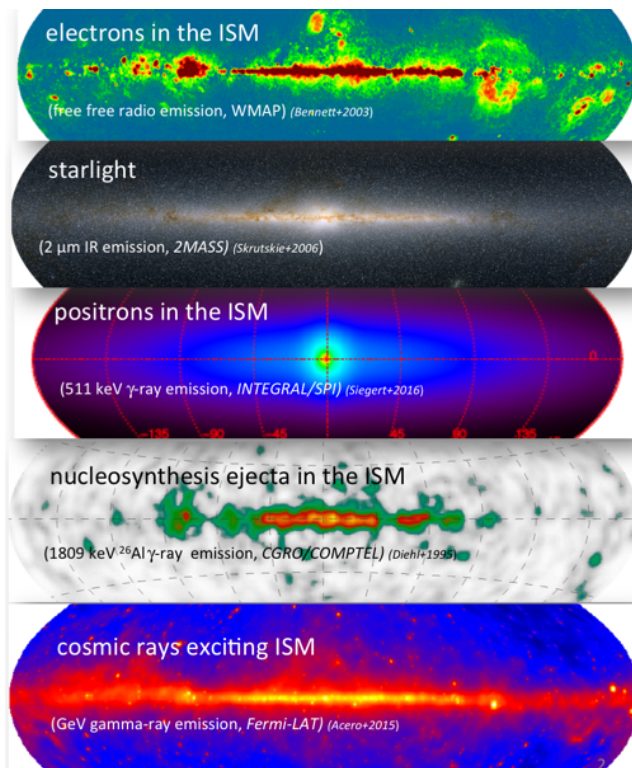 electrons in the ISM
(free free radio emission, WMAP) (Bennett+2003)
starlight
(2 μm IR emission, 2MASS) (Skrutskie+2006)
positrons in the ISM
0
(511 keV γ-ray emission, INTEGRAL/SPI) (Siegert+2016)
−135 −90 −45 45 90 135
nucleosynthesis ejecta in the ISM
(1809 keV ²⁶Al γ-ray emission, CGRO/COMPTEL) (Diehl+1995)
cosmic rays exciting ISM
(GeV gamma-ray emission, Fermi-LAT) (Acero+2015)
2